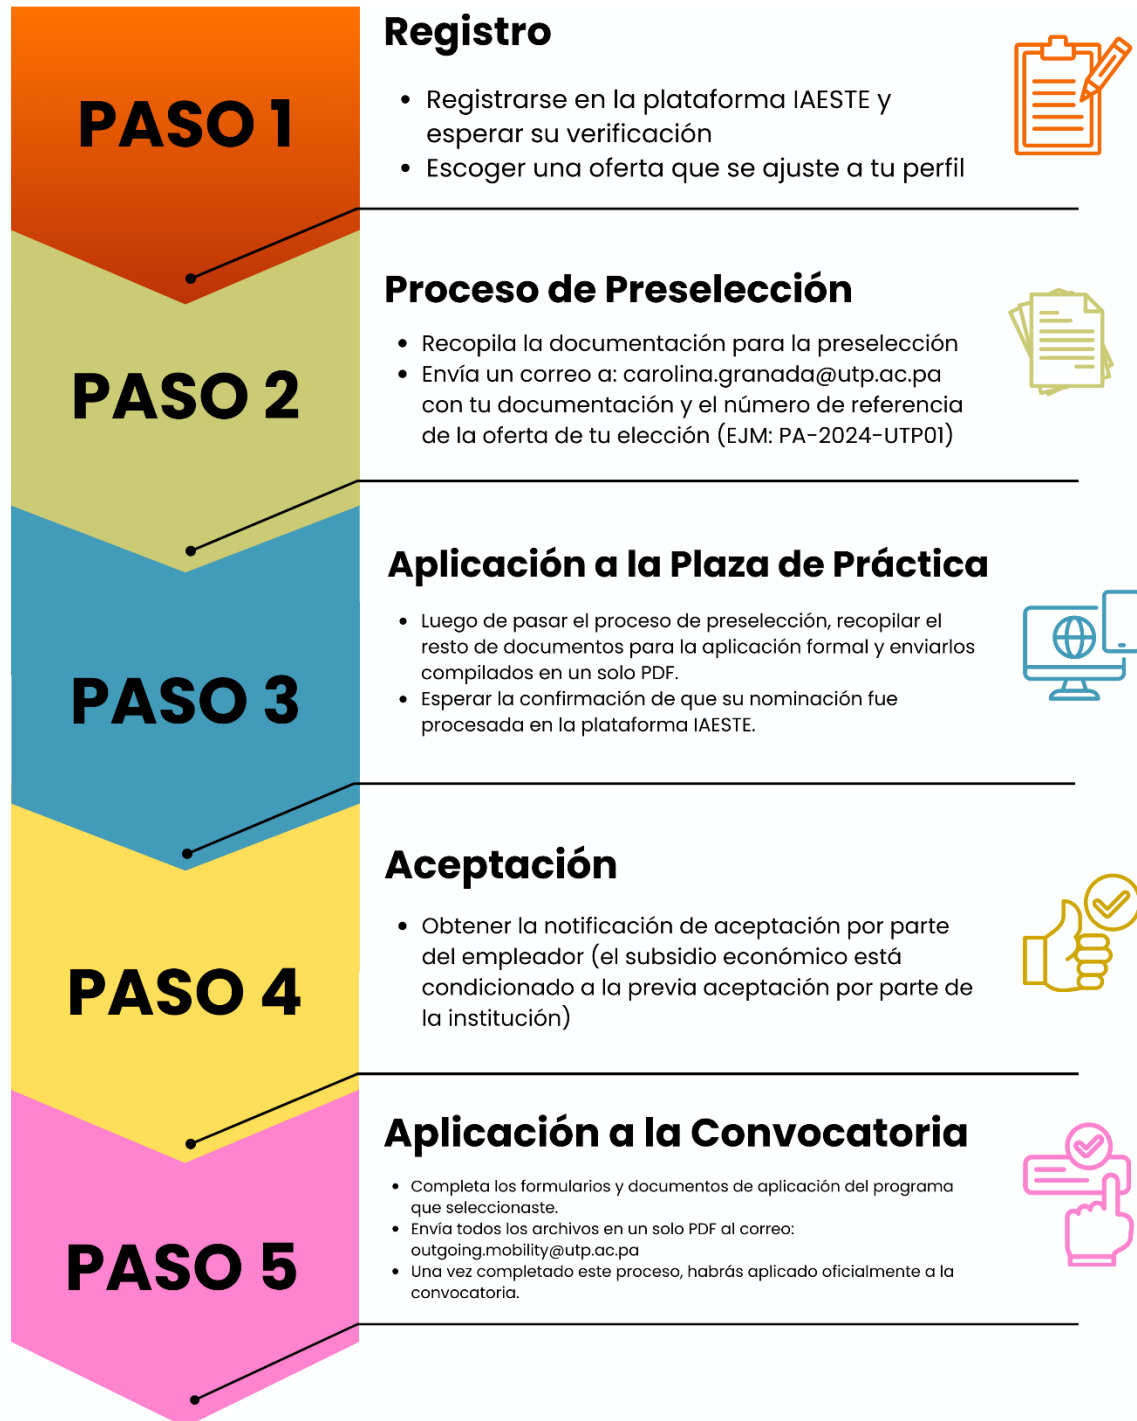 PASO 1
Registro
• Registrarse en la plataforma IAESTE y
esperar su verificación
• Escoger una oferta que se ajuste a tu perfil
PASO 2
Proceso de Preselección
• Recopila la documentación para la preselección
• Envía un correo a: carolina.granada@utp.ac.pa
con tu documentación y el número de referencia
de la oferta de tu elección (EJM: PA-2024-UTP01)
PASO 3
Aplicación a la Plaza de Práctica
• Luego de pasar el proceso de preselección, recopilar el
resto de documentos para la aplicación formal y enviarlos
compilados en un solo PDF.
• Esperar la confirmación de que su nominación fue
procesada en la plataforma IAESTE.
PASO 4
Aceptación
• Obtener la notificación de aceptación por parte
del empleador (el subsidio económico está
condicionado a la previa aceptación por parte de
la institución)
PASO 5
Aplicación a la Convocatoria
• Completa los formularios y documentos de aplicación del programa
que seleccionaste.
• Envía todos los archivos en un solo PDF al correo:
outgoing.mobility@utp.ac.pa
• Una vez completado este proceso, habrás aplicado oficialmente a la
convocatoria.